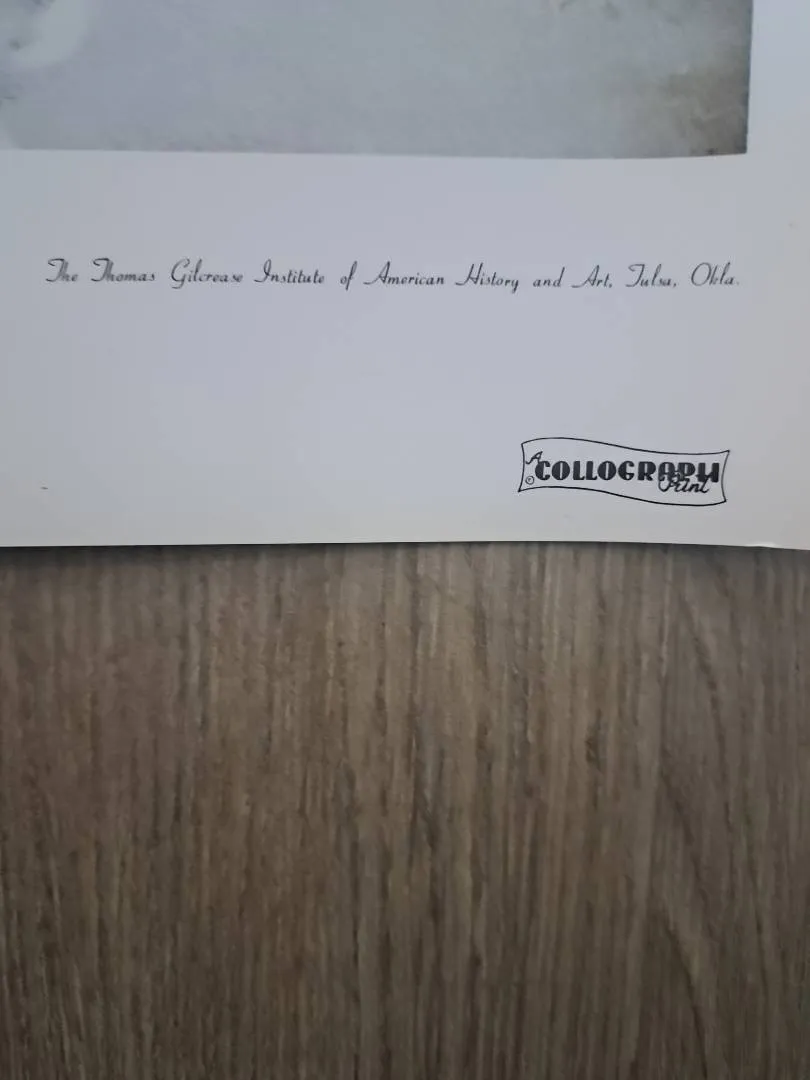 The Thomas Gilcrease Institute of American History and Art, Tulsa, Okla.
A COLLOGRAPH
© Print